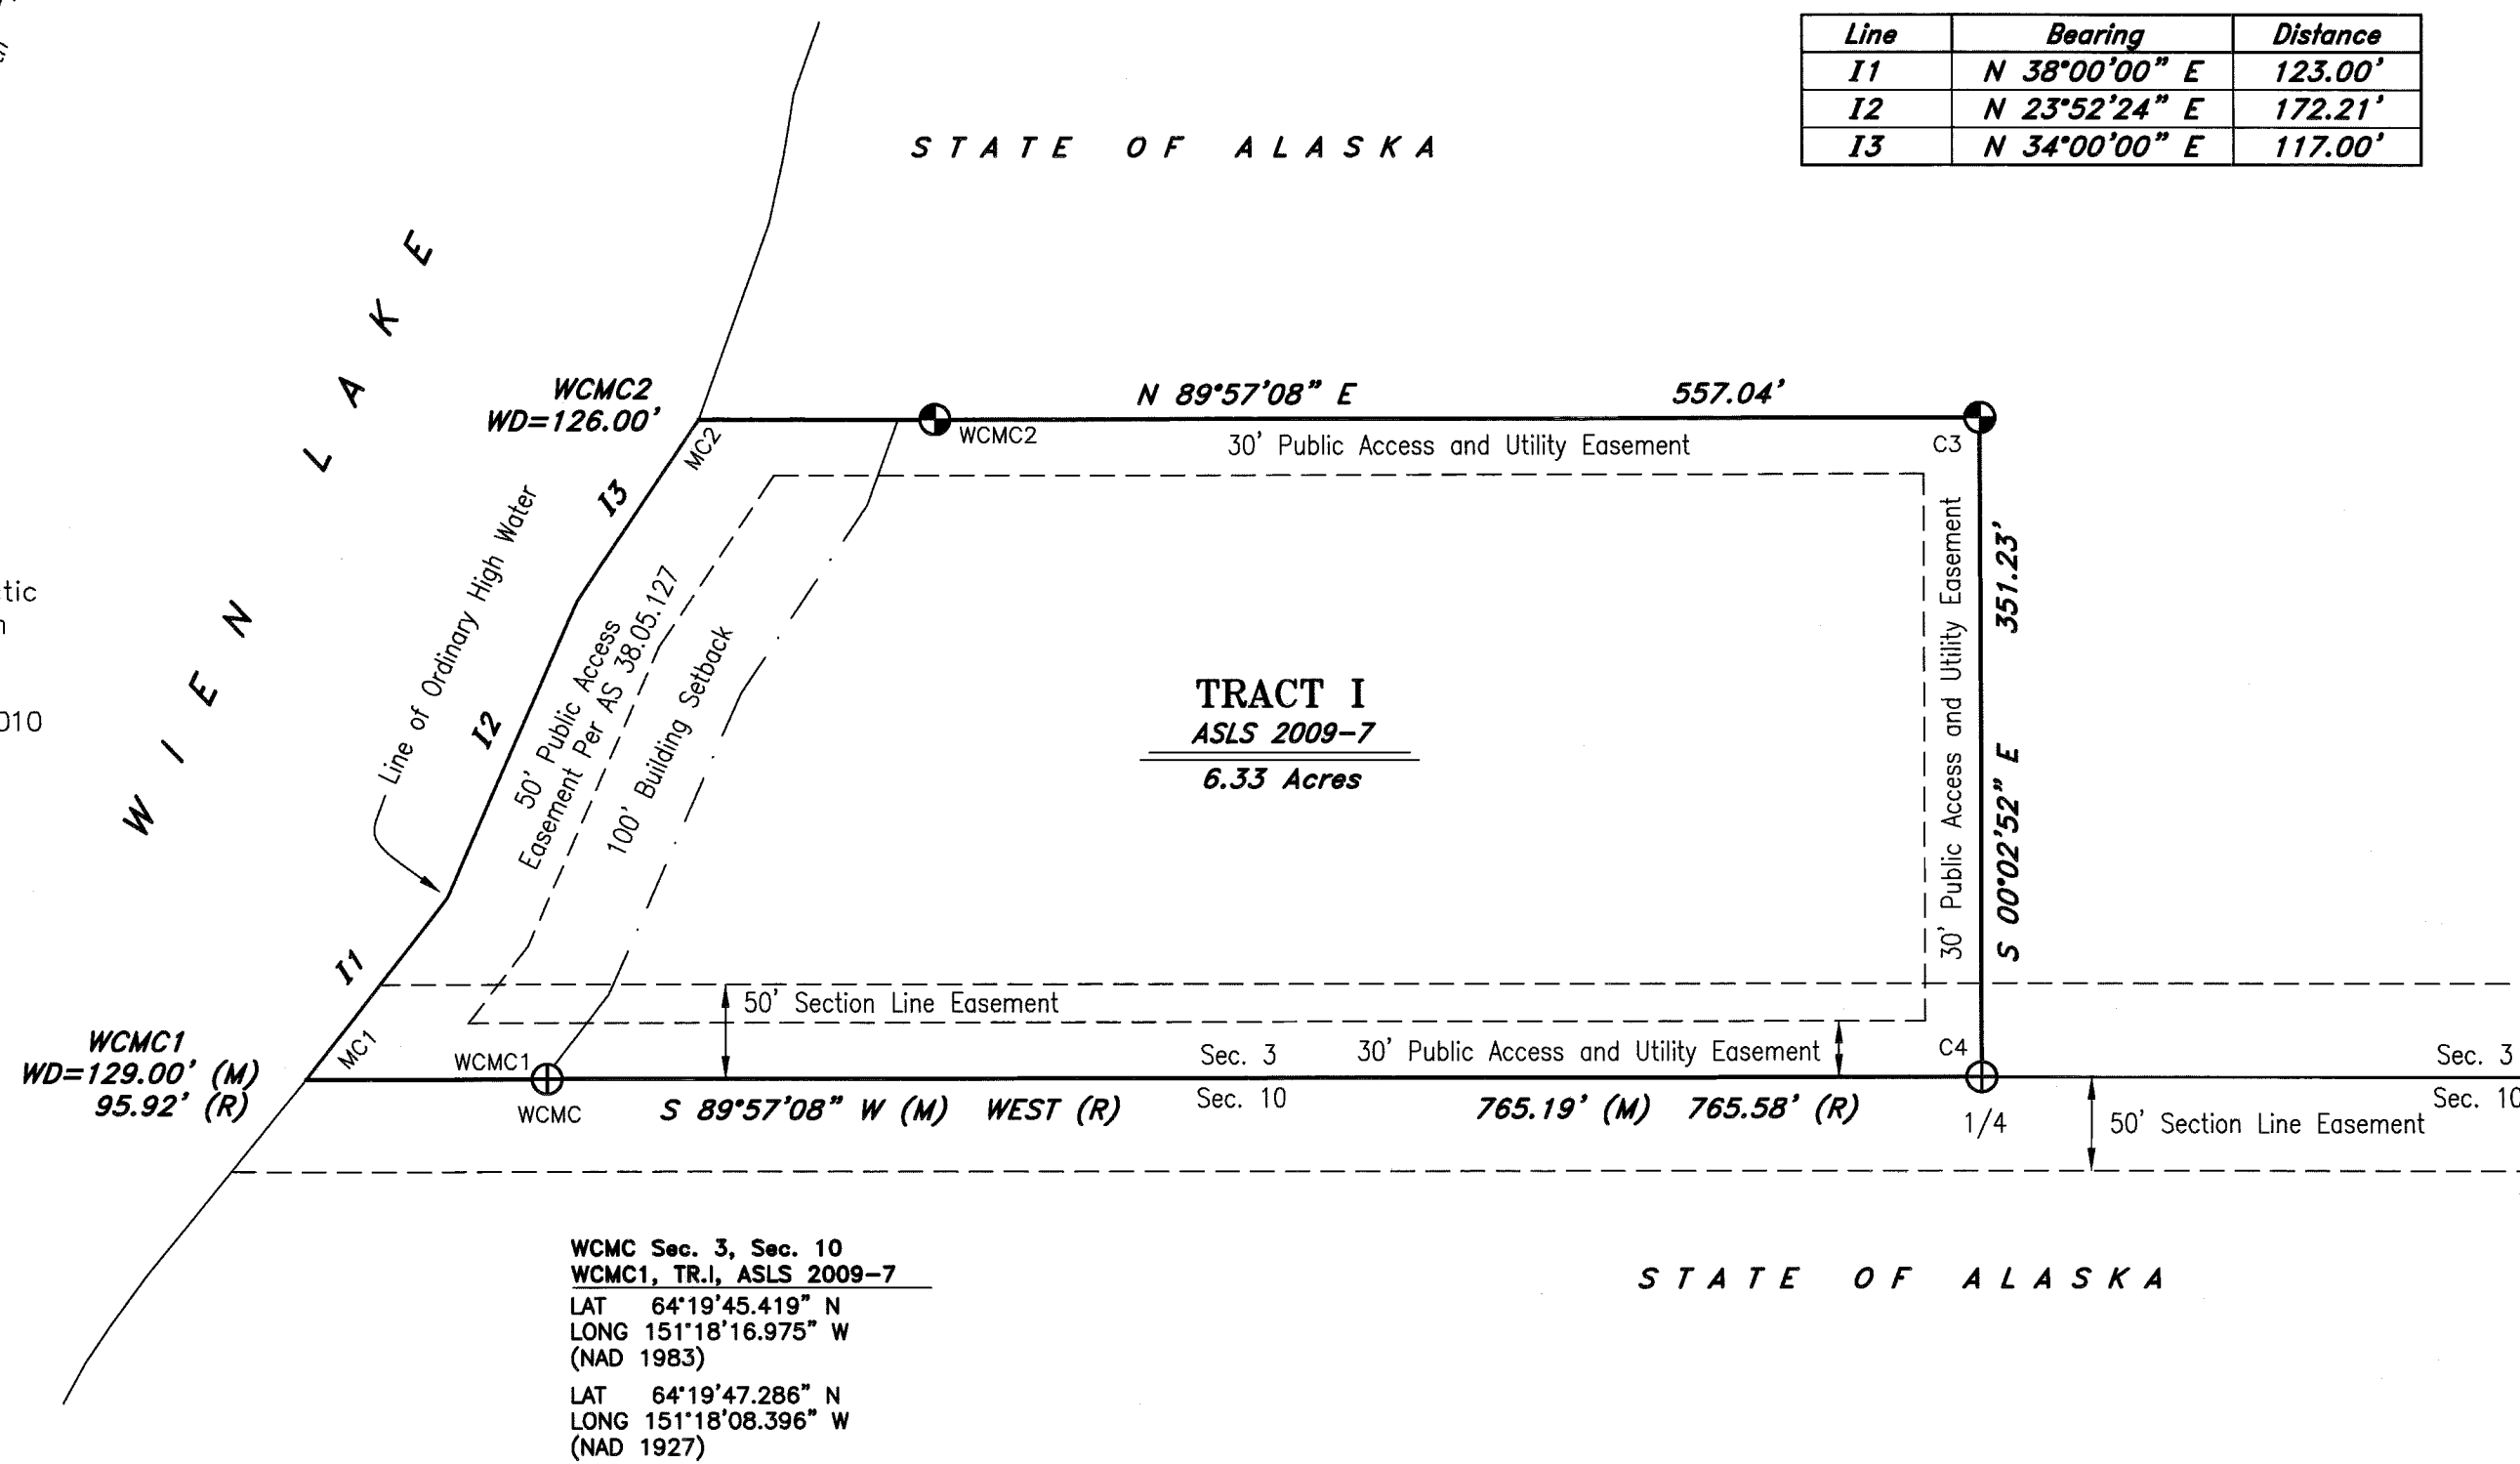 Line Bearing Distance
I1 N 38°00'00" E 123.00'
I2 N 23°52'24" E 172.21'
I3 N 34°00'00" E 117.00'
STATE OF ALASKA
WIEN LAKE
WCMC2
WD=126.00'
N 89°57'08" E 557.04'
MC2
WCMC2
30' Public Access and Utility Easement
C3
I3
Line of Ordinary High Water
50' Public Access
Easement Per AS 38.05.127
100' Building Setback
30' Public Access and Utility Easement
S 00°02'52" E 351.23'
tic
010
I2
TRACT I
ASLS 2009-7
6.33 Acres
I1
50' Section Line Easement
WCMC1
WD=129.00' (M)
95.92' (R)
MC1
WCMC1
WCMC
Sec. 3
Sec. 10
30' Public Access and Utility Easement
C4
Sec. 3
Sec. 10
S 89°57'08" W (M) WEST (R) 765.19' (M) 765.58' (R)
1/4
50' Section Line Easement
WCMC Sec. 3, Sec. 10
WCMC1, TR.I, ASLS 2009-7
LAT 64°19'45.419" N
LONG 151°18'16.975" W
(NAD 1983)
LAT 64°19'47.286" N
LONG 151°18'08.396" W
(NAD 1927)
STATE OF ALASKA